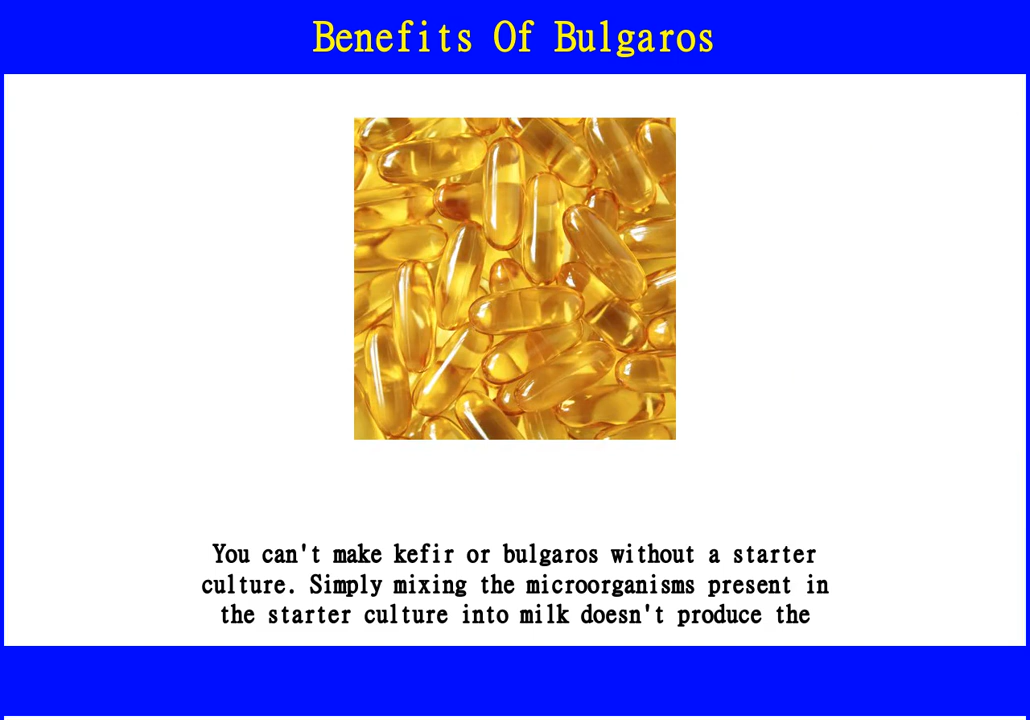 Benefits Of Bulgaros
You can't make kefir or bulgaros without a starter
culture. Simply mixing the microorganisms present in
the starter culture into milk doesn't produce the